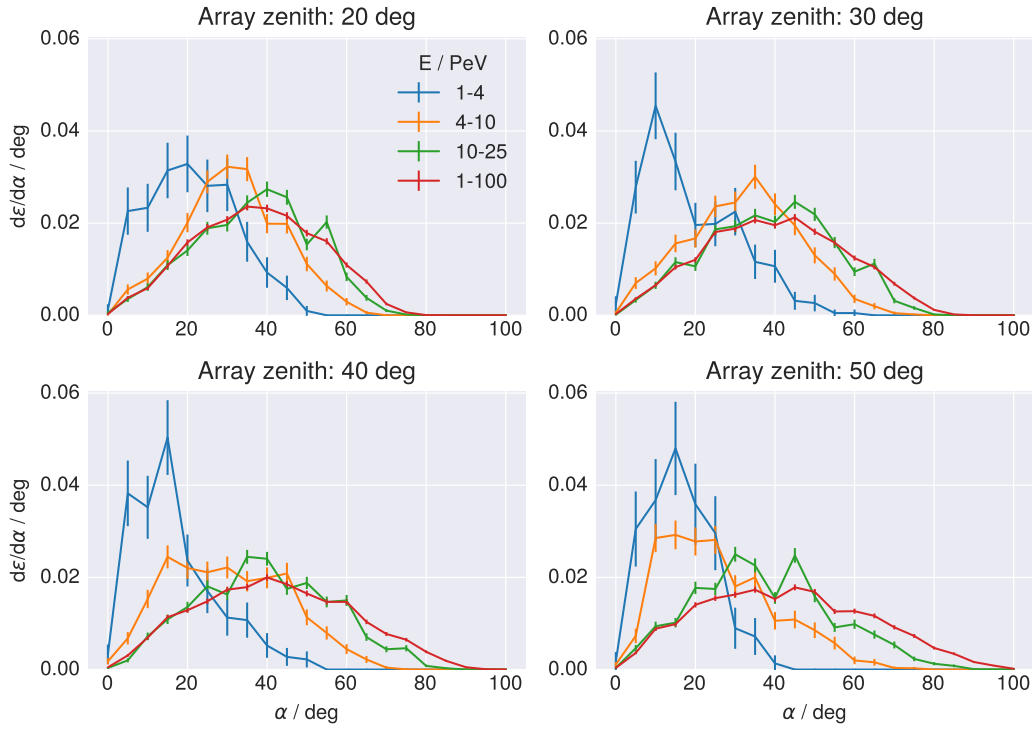 Array zenith: 20 deg
0.06
0.04
0.02
0.00
dε/dα / deg
E / PeV
1-4
4-10
10-25
1-100
0 20 40 60 80 100
Array zenith: 30 deg
0.06
0.04
0.02
0.00
0 20 40 60 80 100
Array zenith: 40 deg
0.06
0.04
0.02
0.00
dε/dα / deg
0 20 40 60 80 100
α / deg
Array zenith: 50 deg
0.06
0.04
0.02
0.00
0 20 40 60 80 100
α / deg